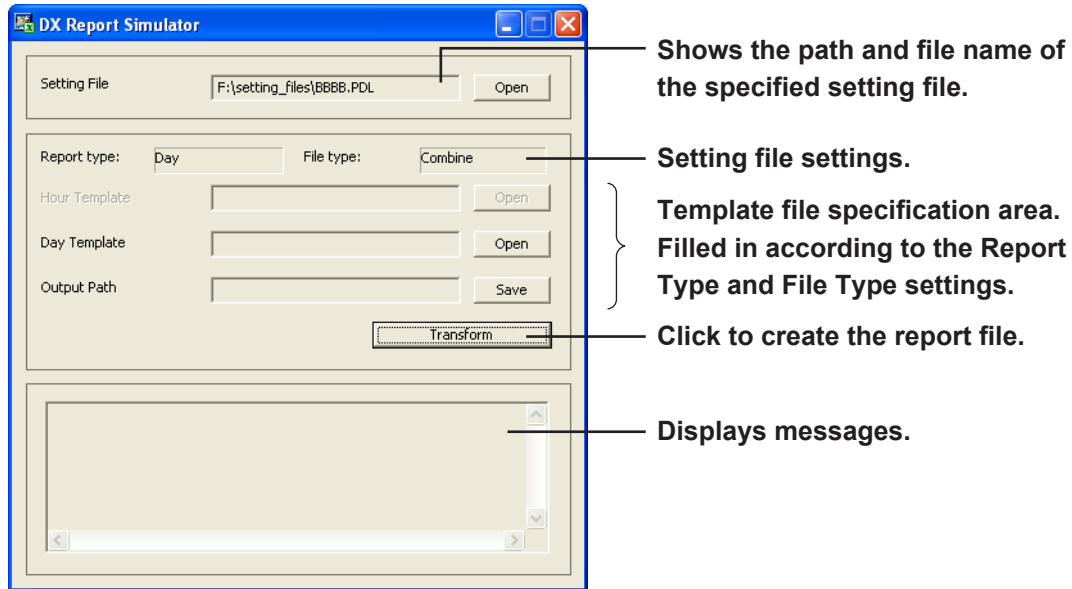 DX Report Simulator
Setting File F:\setting_files\BBBB.PDL Open
Shows the path and file name of
the specified setting file.
Report type: Day File type: Combine
Setting file settings.
Hour Template Open
Day Template Open
Output Path Save
Template file specification area.
Filled in according to the Report
Type and File Type settings.
Transform
Click to create the report file.
Displays messages.